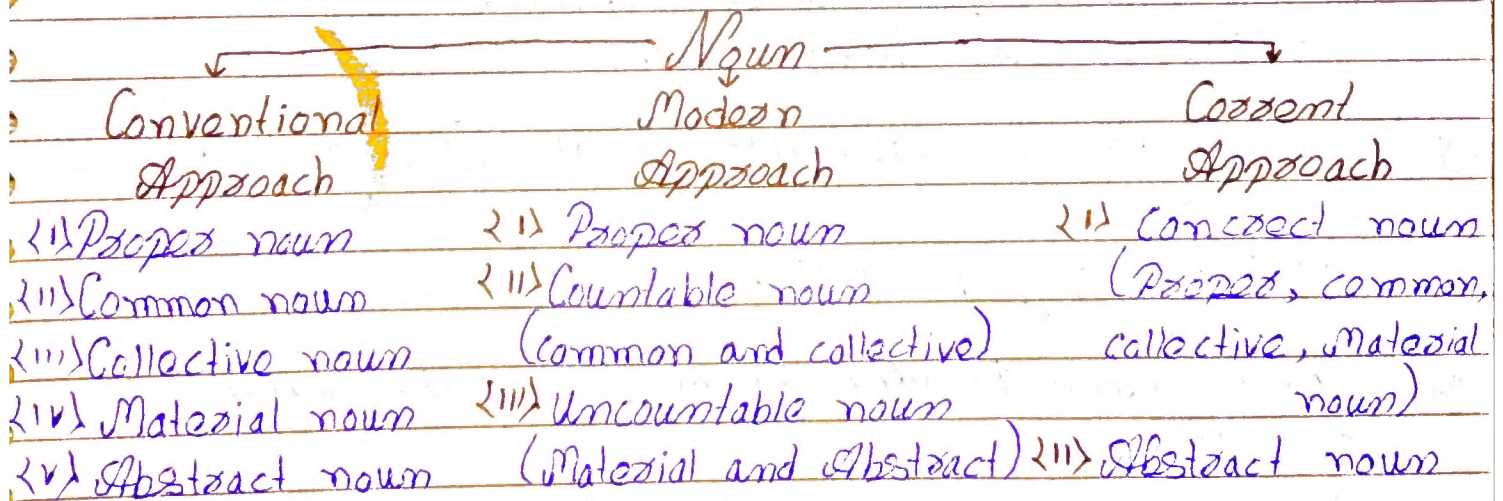 Noun
Conventional Modern Corrent
Approach Approach Approach
<I> Proper noun <I> Proper noun <I> Concrect noun
<II> Common noun <II> Countable noun (Proper, common,
<III> Collective noun (common and collective) collective, Material
<IV> Material noun <III> Uncountable noun noun)
<V> Abstract noun (Material and Abstract) <II> Abstract noun